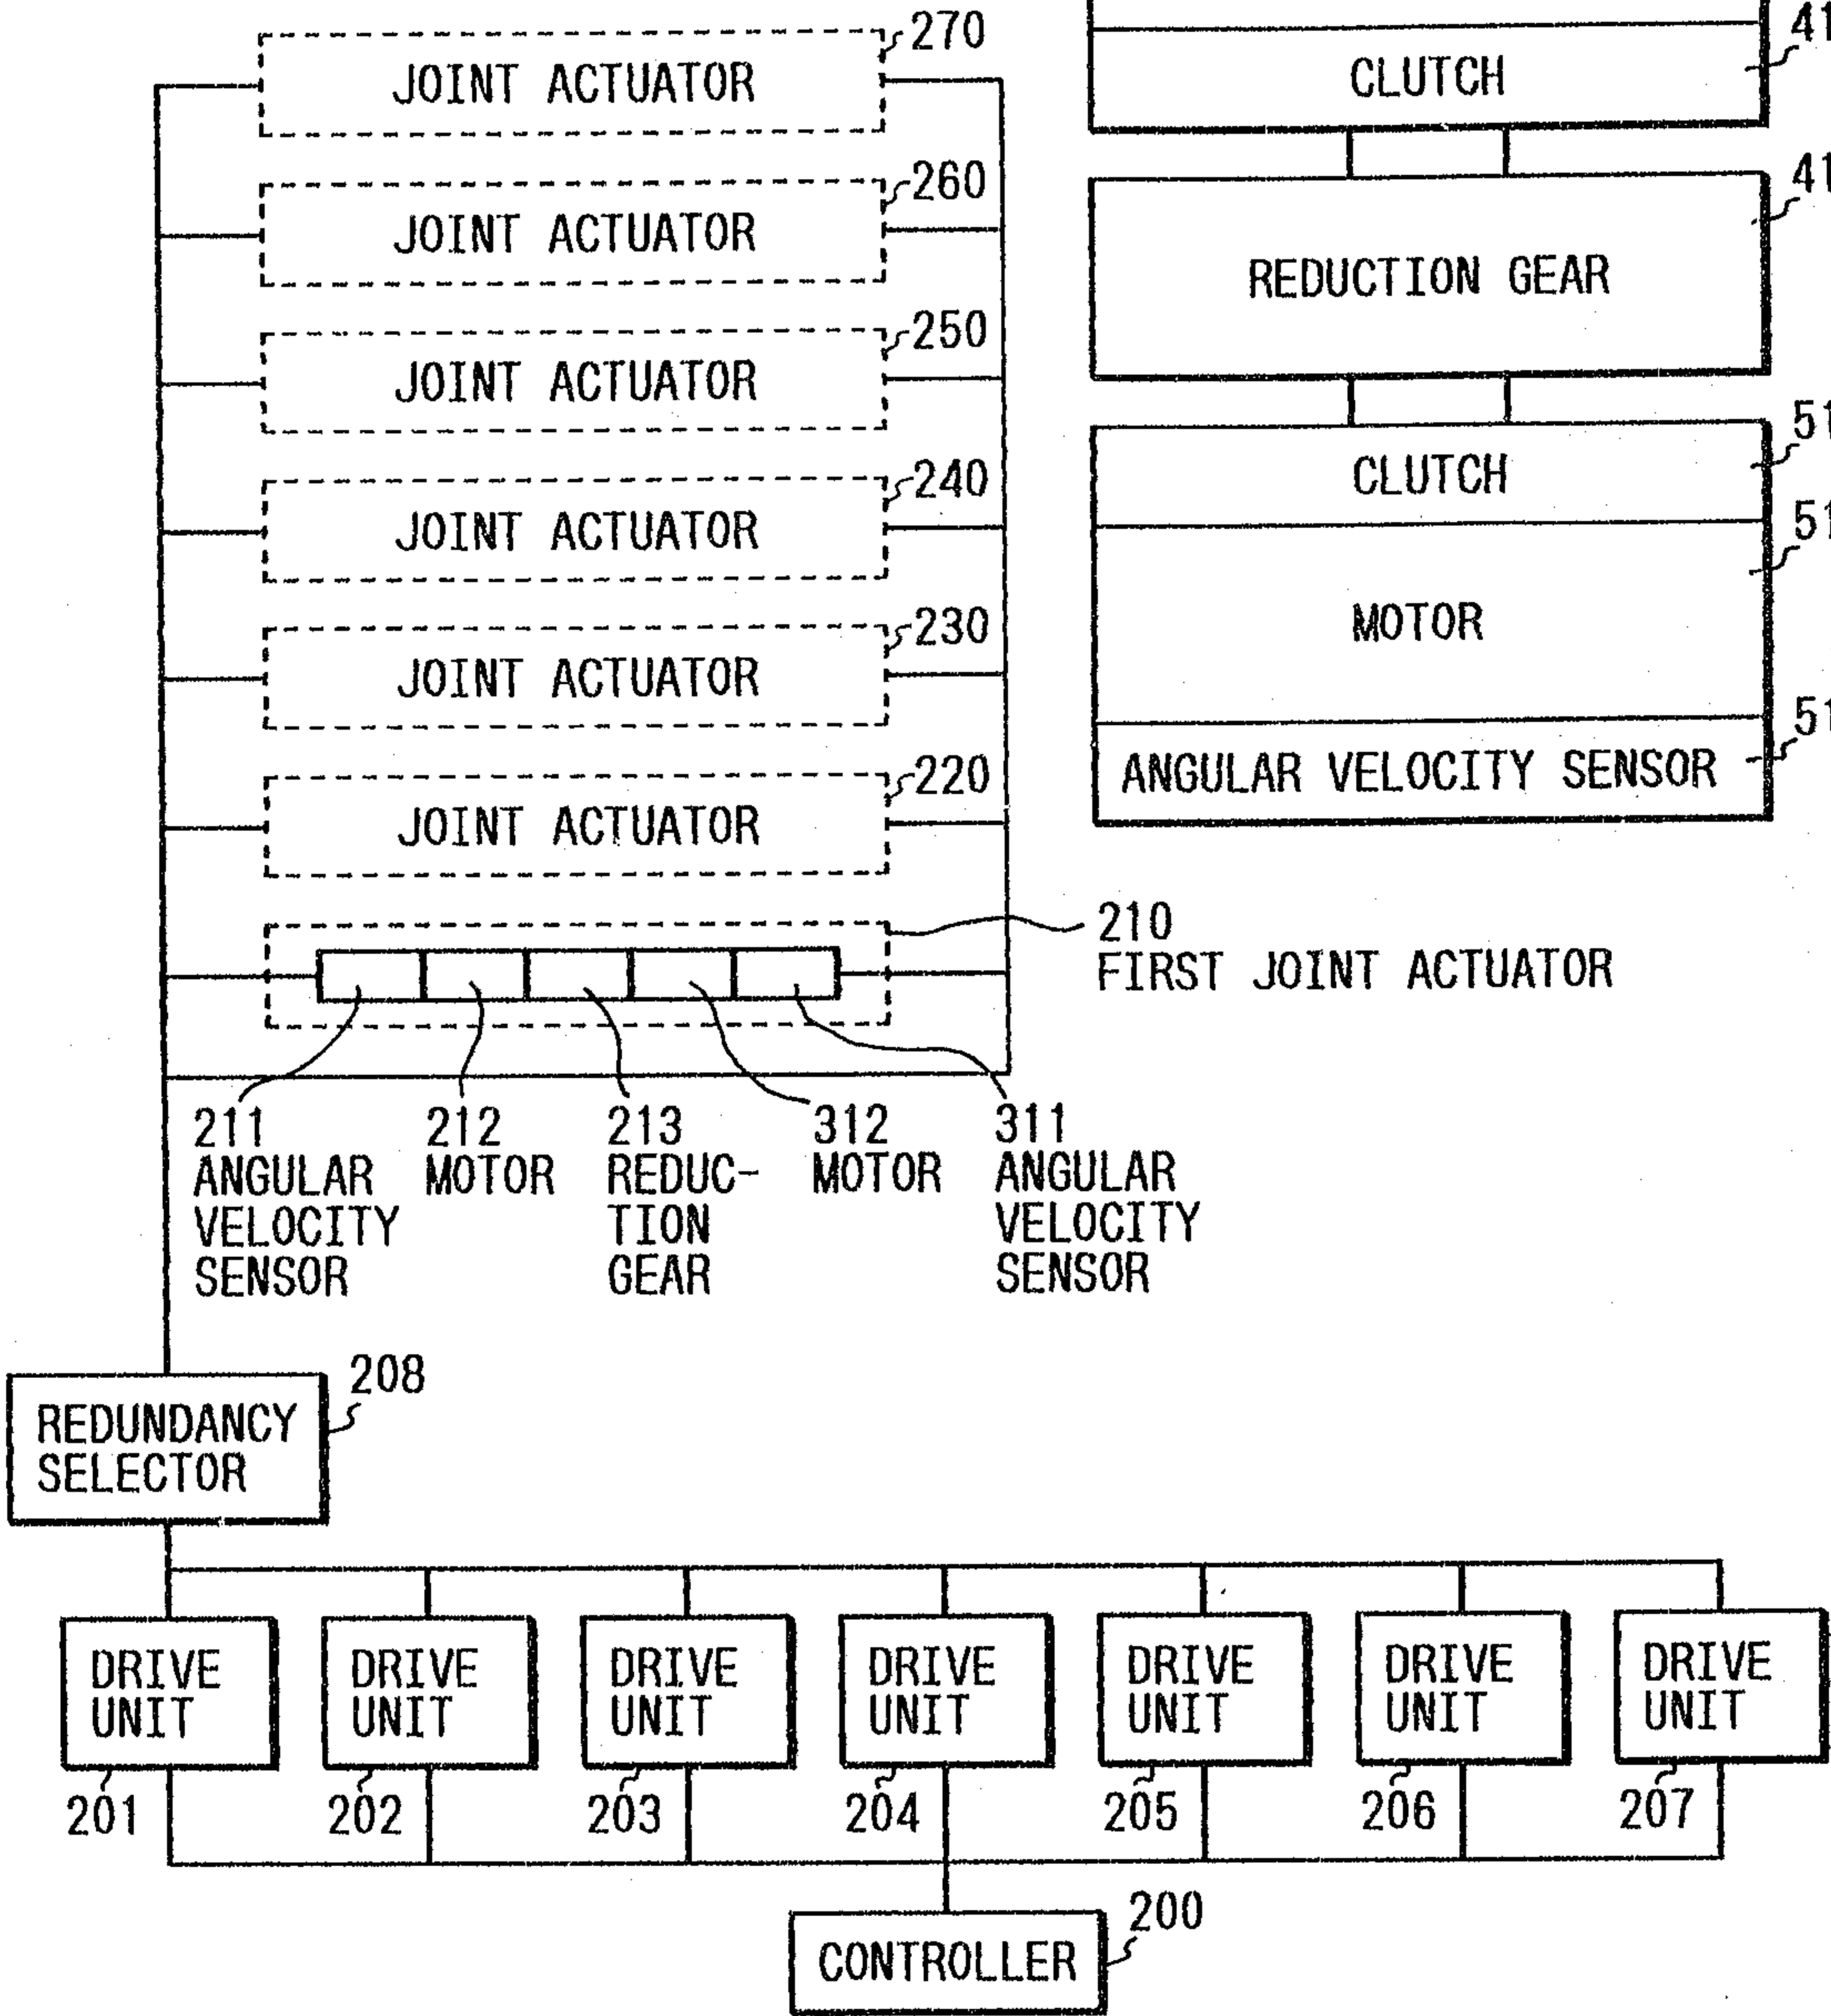 270
JOINT ACTUATOR
260
JOINT ACTUATOR
250
JOINT ACTUATOR
240
JOINT ACTUATOR
230
JOINT ACTUATOR
220
JOINT ACTUATOR
210
FIRST JOINT ACTUATOR
211
ANGULAR
VELOCITY
SENSOR
212
MOTOR
213
REDUC-
TION
GEAR
312
MOTOR
311
ANGULAR
VELOCITY
SENSOR
CLUTCH
REDUCTION GEAR
CLUTCH
MOTOR
ANGULAR VELOCITY SENSOR
208
REDUNDANCY
SELECTOR
DRIVE
UNIT
201
DRIVE
UNIT
202
DRIVE
UNIT
203
DRIVE
UNIT
204
DRIVE
UNIT
205
DRIVE
UNIT
206
DRIVE
UNIT
207
200
CONTROLLER